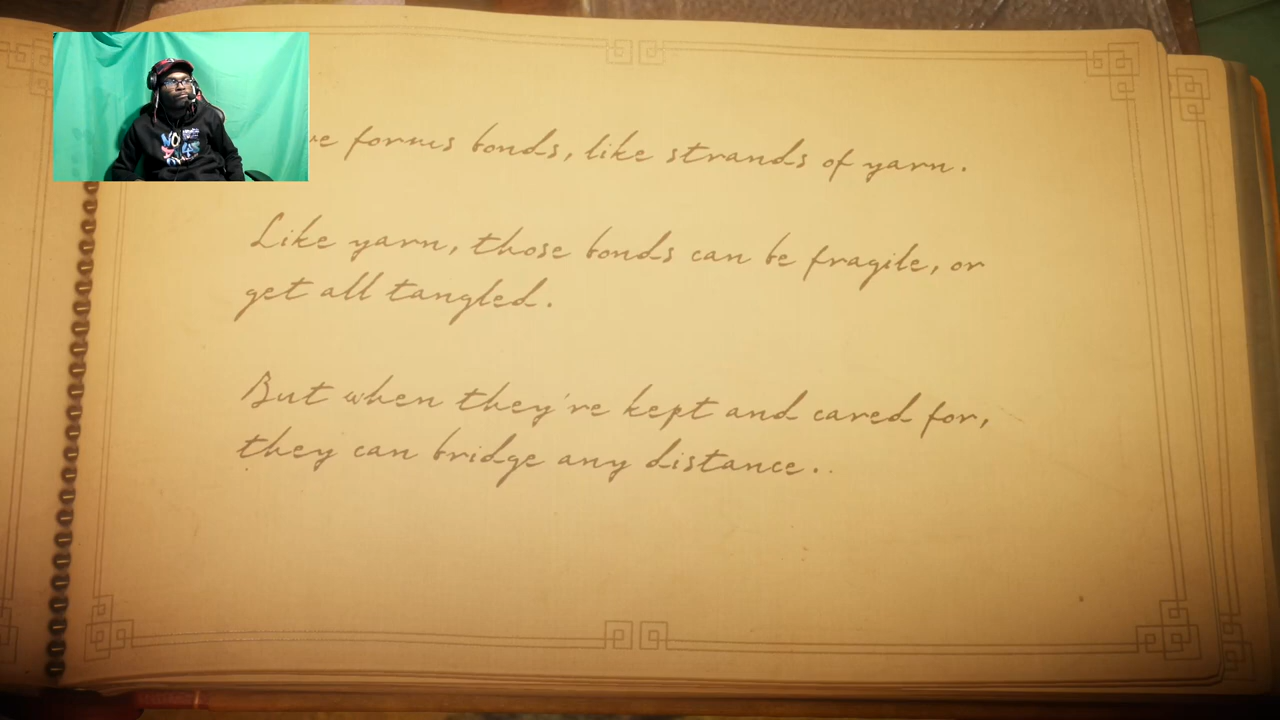 forms bonds, like strands of yarn.
Like yarn, those bonds can be fragile, or
get all tangled.
But when they're kept and cared for,
they can bridge any distance..